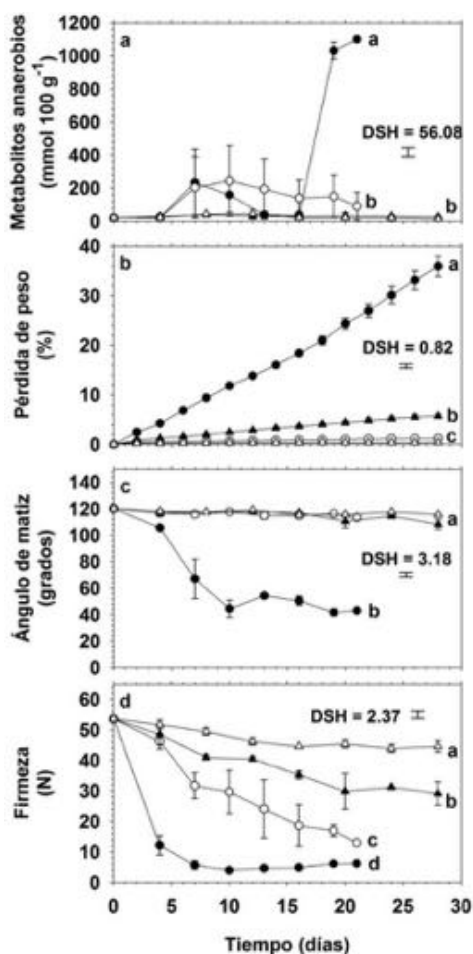 Metabolitos anaerobios
(mmol 100 g⁻¹)
1200
1000
800
600
400
200
0
a
a
DSH = 56.08
b
Pérdida de peso
(%)
40
30
20
10
0
b
a
DSH = 0.82
b
c
Ángulo de matiz
(grados)
140
120
100
80
60
40
20
0
c
a
DSH = 3.18
b
Firmeza
(N)
60
50
40
30
20
10
0
d
DSH = 2.37
a
b
c
d
0 5 10 15 20 25 30
Tiempo (días)